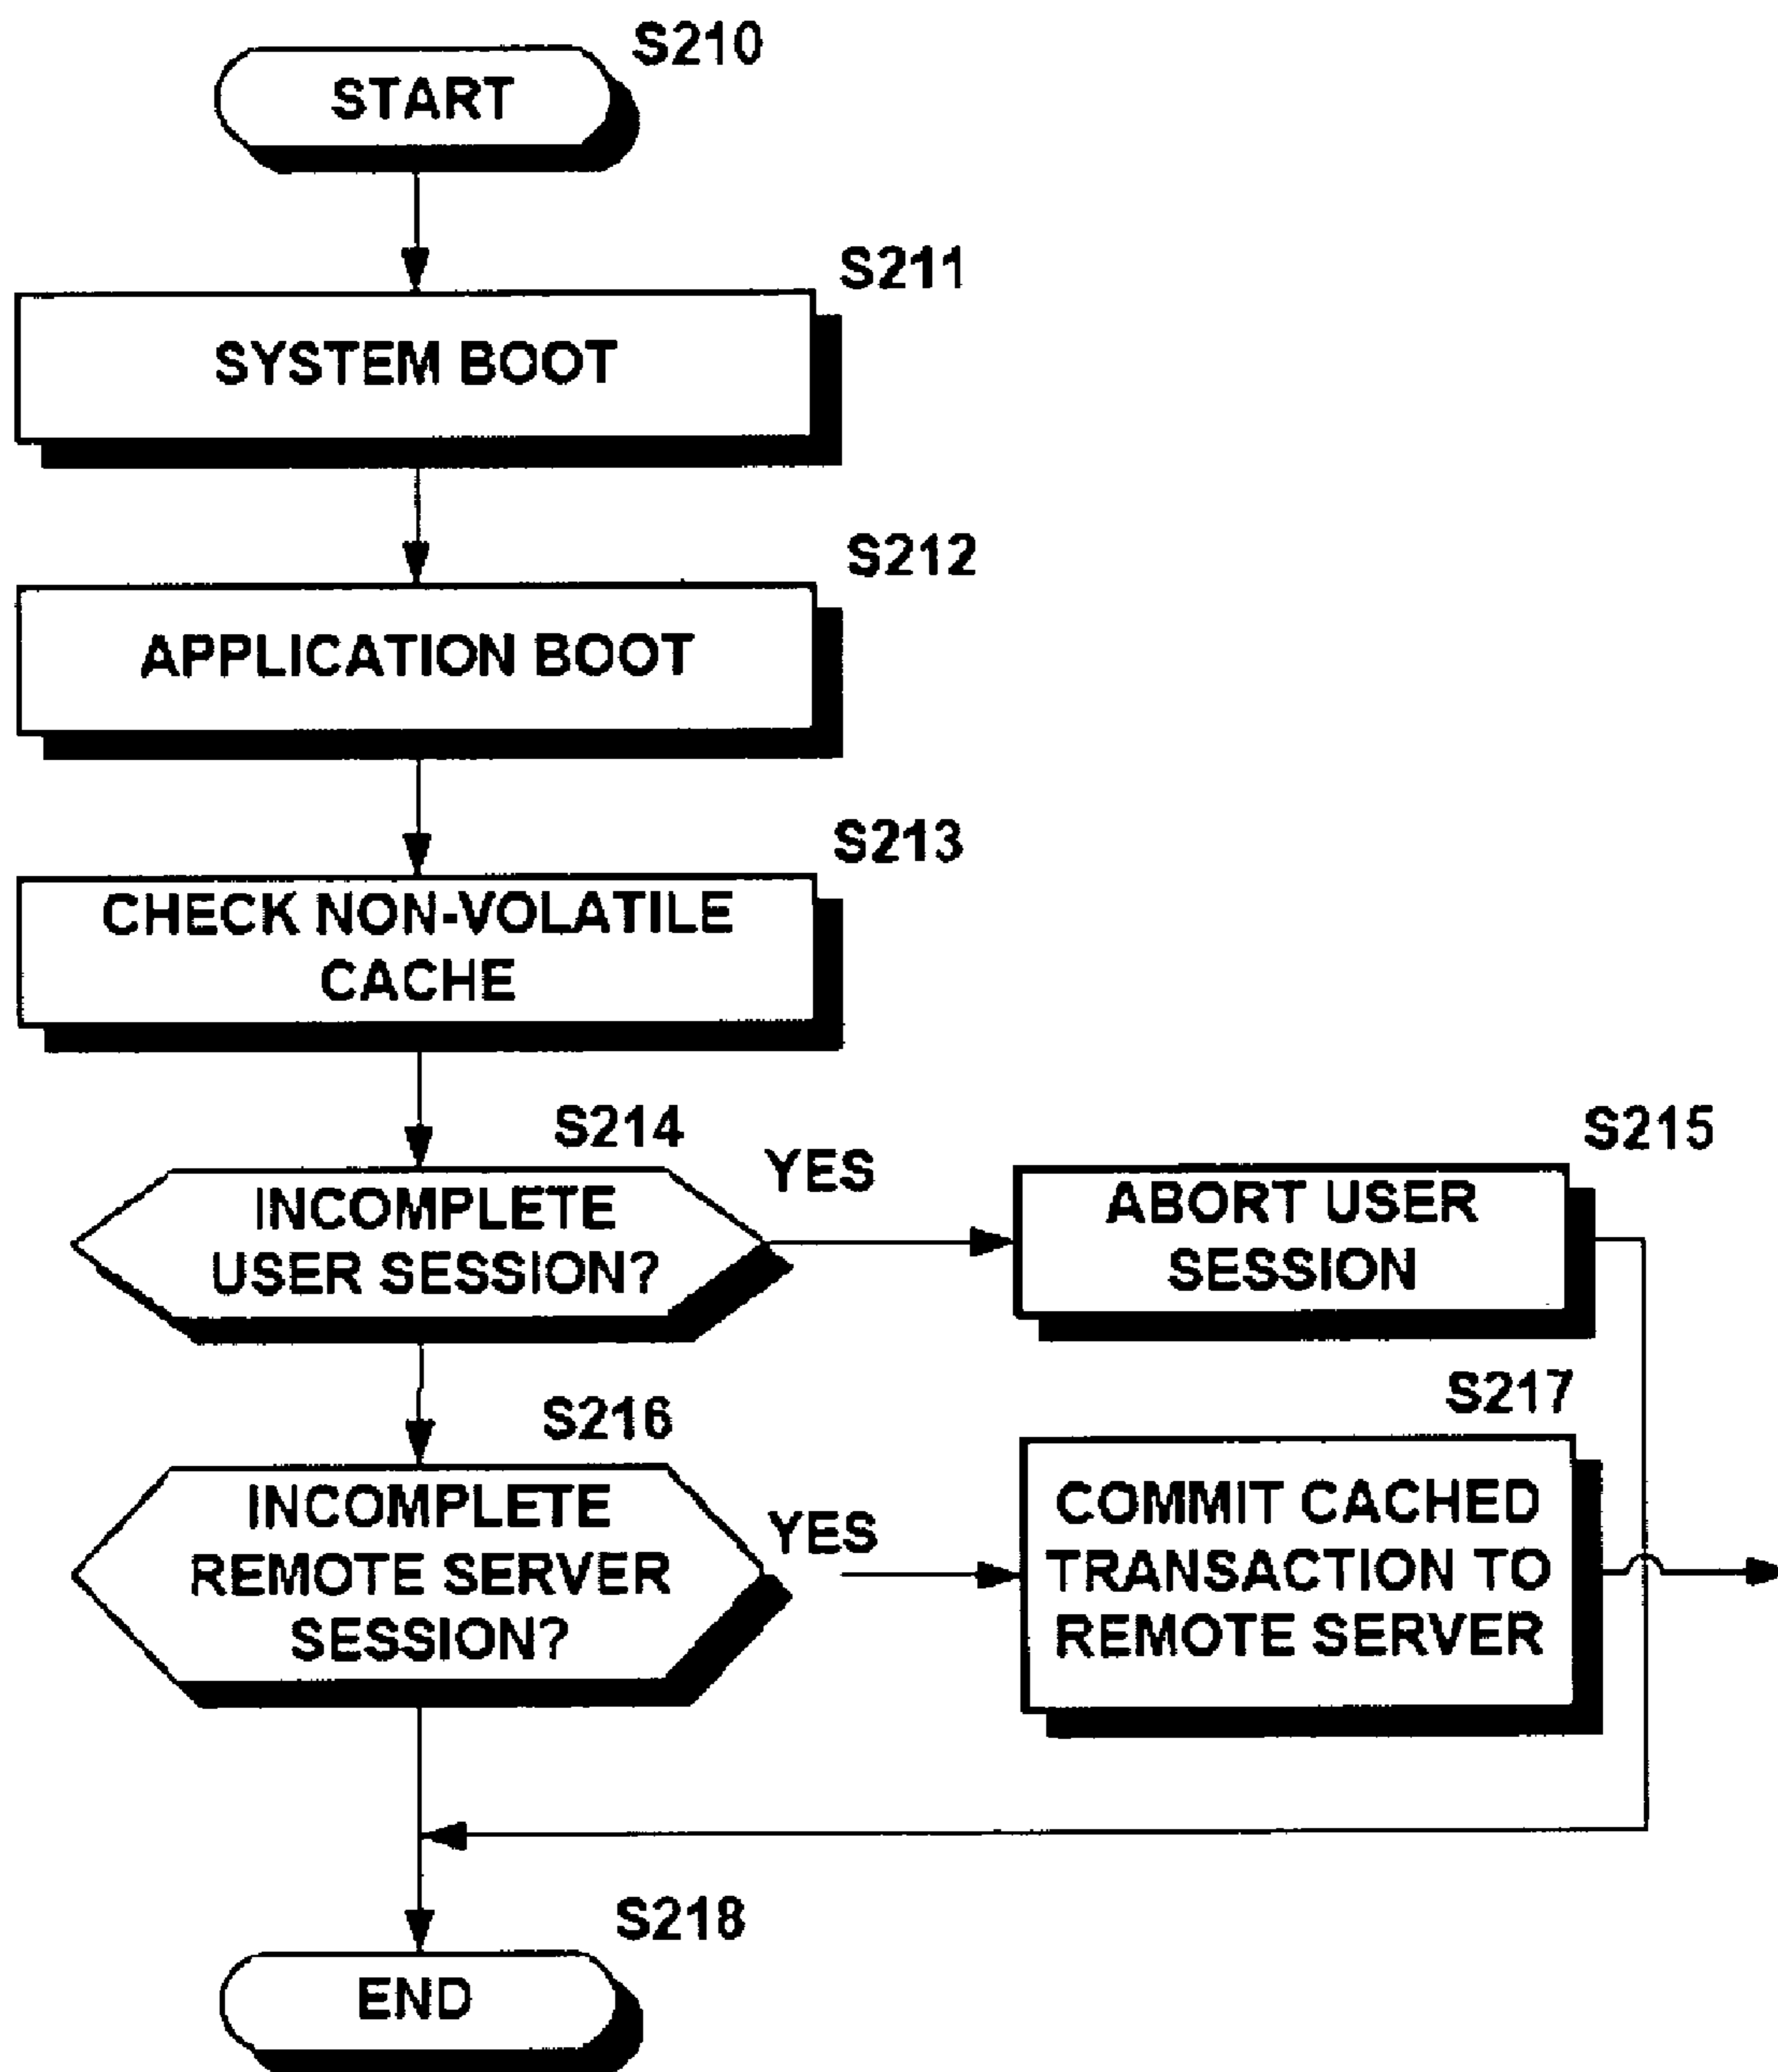 S210
START
S211
SYSTEM BOOT
S212
APPLICATION BOOT
S213
CHECK NON-VOLATILE
CACHE
S214
INCOMPLETE
USER SESSION?
YES
S215
ABORT USER
SESSION
S216
INCOMPLETE
REMOTE SERVER
SESSION?
YES
S217
COMMIT CACHED
TRANSACTION TO
REMOTE SERVER
S218
END